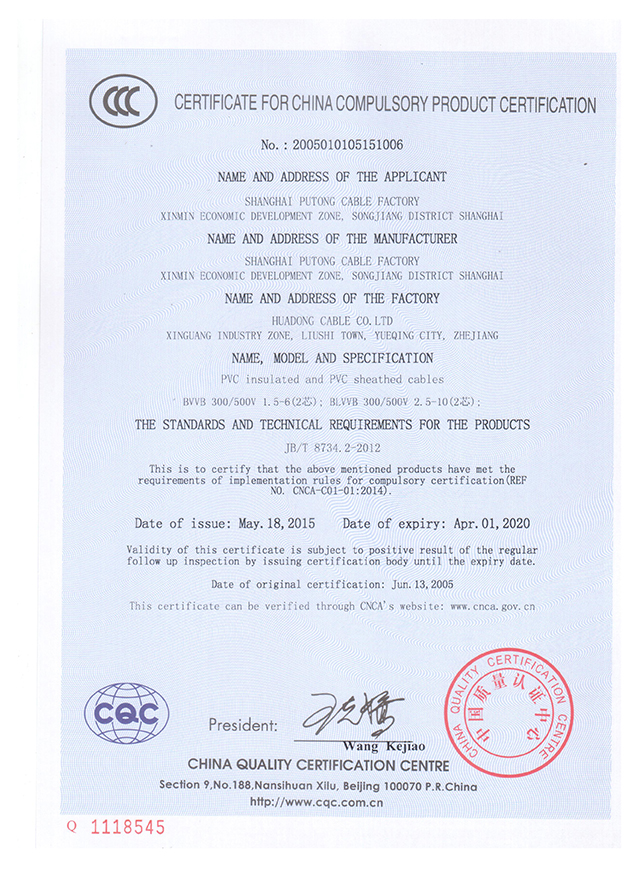 CCC CERTIFICATE FOR CHINA COMPULSORY PRODUCT CERTIFICATION
No. : 2005010105151006
NAME AND ADDRESS OF THE APPLICANT
SHANGHAI PUTONG CABLE FACTORY
XINMIN ECONOMIC DEVELOPMENT ZONE, SONGJIANG DISTRICT SHANGHAI
NAME AND ADDRESS OF THE MANUFACTURER
SHANGHAI PUTONG CABLE FACTORY
XINMIN ECONOMIC DEVELOPMENT ZONE, SONGJIANG DISTRICT SHANGHAI
NAME AND ADDRESS OF THE FACTORY
HUADONG CABLE CO. LTD
XINGUANG INDUSTRY ZONE, LIUSHI TOWN, YUEQING CITY, ZHEJIANG
NAME, MODEL AND SPECIFICATION
PVC insulated and PVC sheathed cables
BVVB 300/500V 1.5-6(2芯); BLVVB 300/500V 2.5-10(2芯);
THE STANDARDS AND TECHNICAL REQUIREMENTS FOR THE PRODUCTS
JB/T 8734.2-2012
This is to certify that the above mentioned products have met the
requirements of implementation rules for compulsory certification(REF
NO. CNCA-C01-01:2014).
Date of issue: May. 18, 2015 Date of expiry: Apr. 01, 2020
Validity of this certificate is subject to positive result of the regular
follow up inspection by issuing certification body until the expiry date.
Date of original certification: Jun. 13, 2005
This certificate can be verified through CNCA's website: www.cnca.gov.cn
CHINA QUALITY CERTIFICATION CENTRE
中国质量认证中心
CQC
President:
Wang Kejiao
CHINA QUALITY CERTIFICATION CENTRE
Section 9, No.188, Nansihuan Xilu, Beijing 100070 P.R.China
http://www.cqc.com.cn
Q 1118545